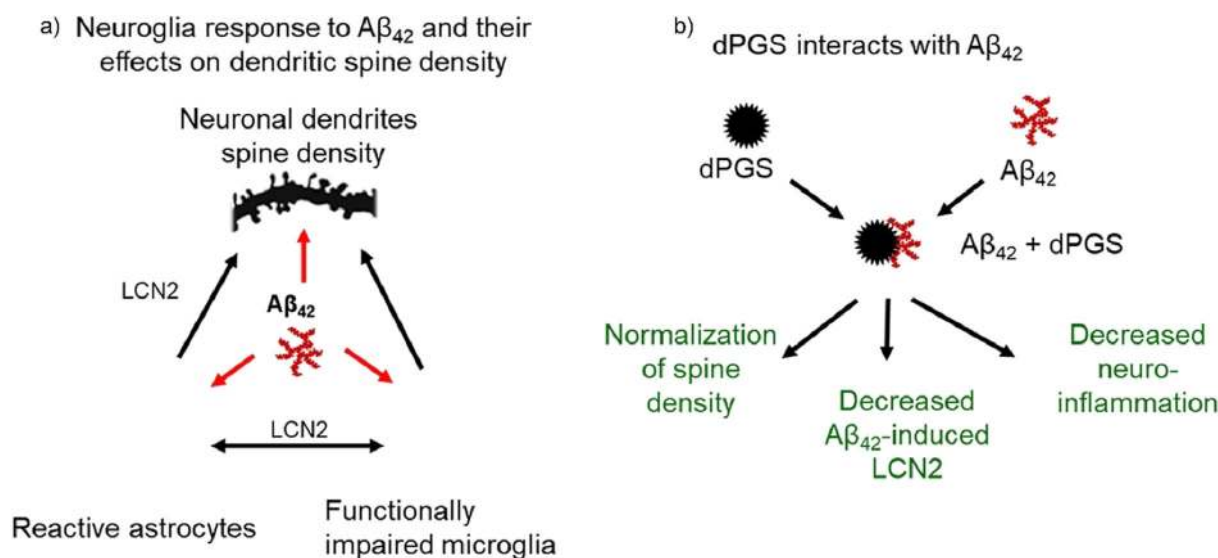 a) Neuroglia response to Aβ₄₂ and their
effects on dendritic spine density
Neuronal dendrites
spine density
LCN2
Aβ₄₂
LCN2
Reactive astrocytes
Functionally
impaired microglia
b)
dPGS interacts with Aβ₄₂
dPGS
Aβ₄₂
Aβ₄₂ + dPGS
Normalization
of spine
density
Decreased
Aβ₄₂-induced
LCN2
Decreased
neuro-
inflammation